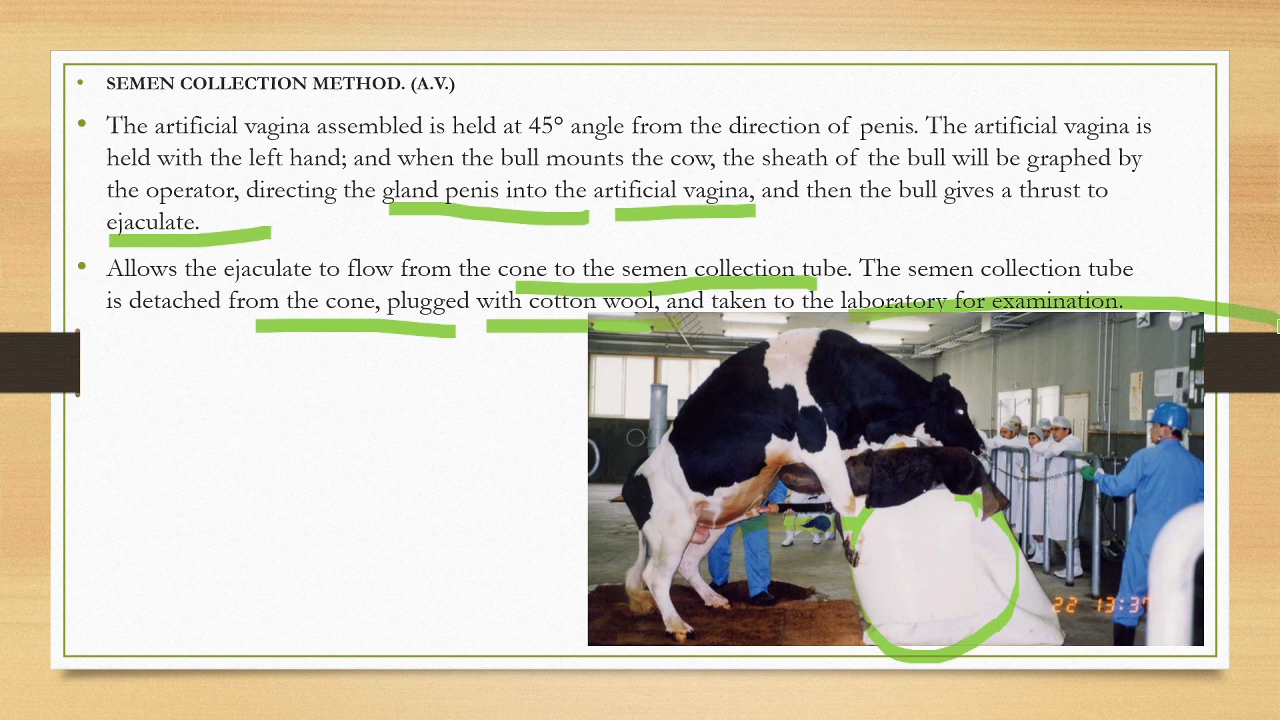 SEMEN COLLECTION METHOD. (A.V.)
The artificial vagina assembled is held at 45° angle from the direction of penis. The artificial vagina is
held with the left hand; and when the bull mounts the cow, the sheath of the bull will be graphed by
the operator, directing the gland penis into the artificial vagina, and then the bull gives a thrust to
ejaculate.
Allows the ejaculate to flow from the cone to the semen collection tube. The semen collection tube
is detached from the cone, plugged with cotton wool, and taken to the laboratory for examination.
22 13:37